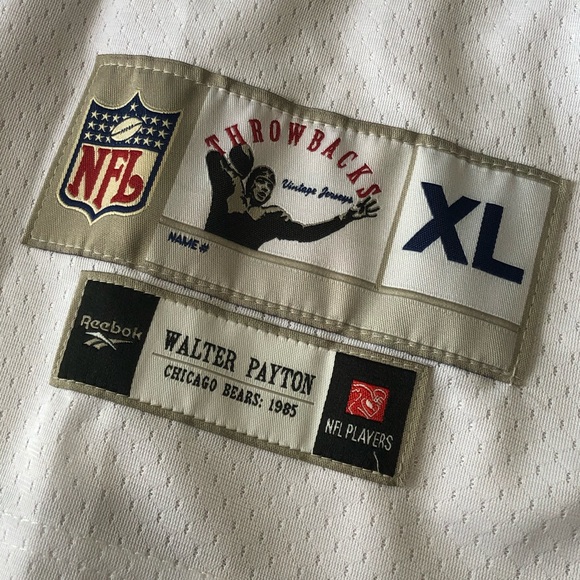 NFL
THROWBACKS
Vintage Jerseys
NAME #
XL
Reebok
WALTER PAYTON
CHICAGO BEARS: 1985
NFL PLAYERS